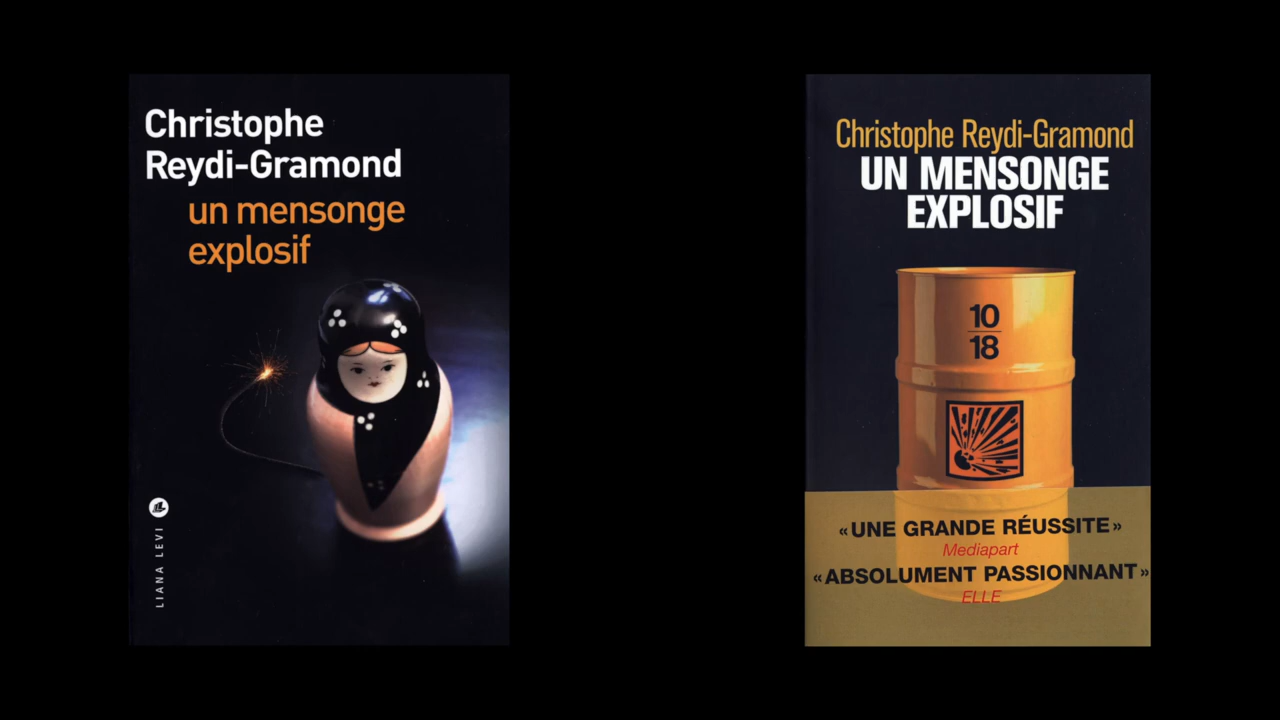 Christophe
Reydi-Gramond
un mensonge
explosif
LIANA LEVI
Christophe Reydi-Gramond
UN MENSONGE
EXPLOSIF
10
18
«UNE GRANDE RÉUSSITE»
Mediapart
«ABSOLUMENT PASSIONNANT»
ELLE